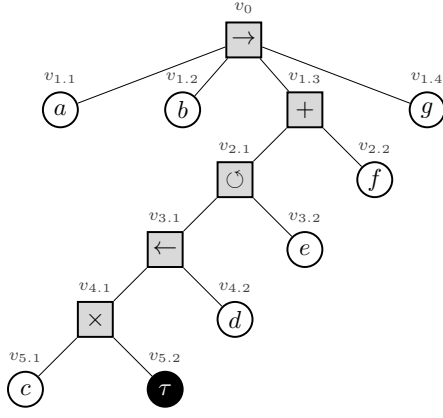 v0
→
v1.1 v1.2 v1.3 v1.4
a b + g
v2.1 v2.2
↺ f
v3.1 v3.2
← e
v4.1 v4.2
× d
v5.1 v5.2
c τ